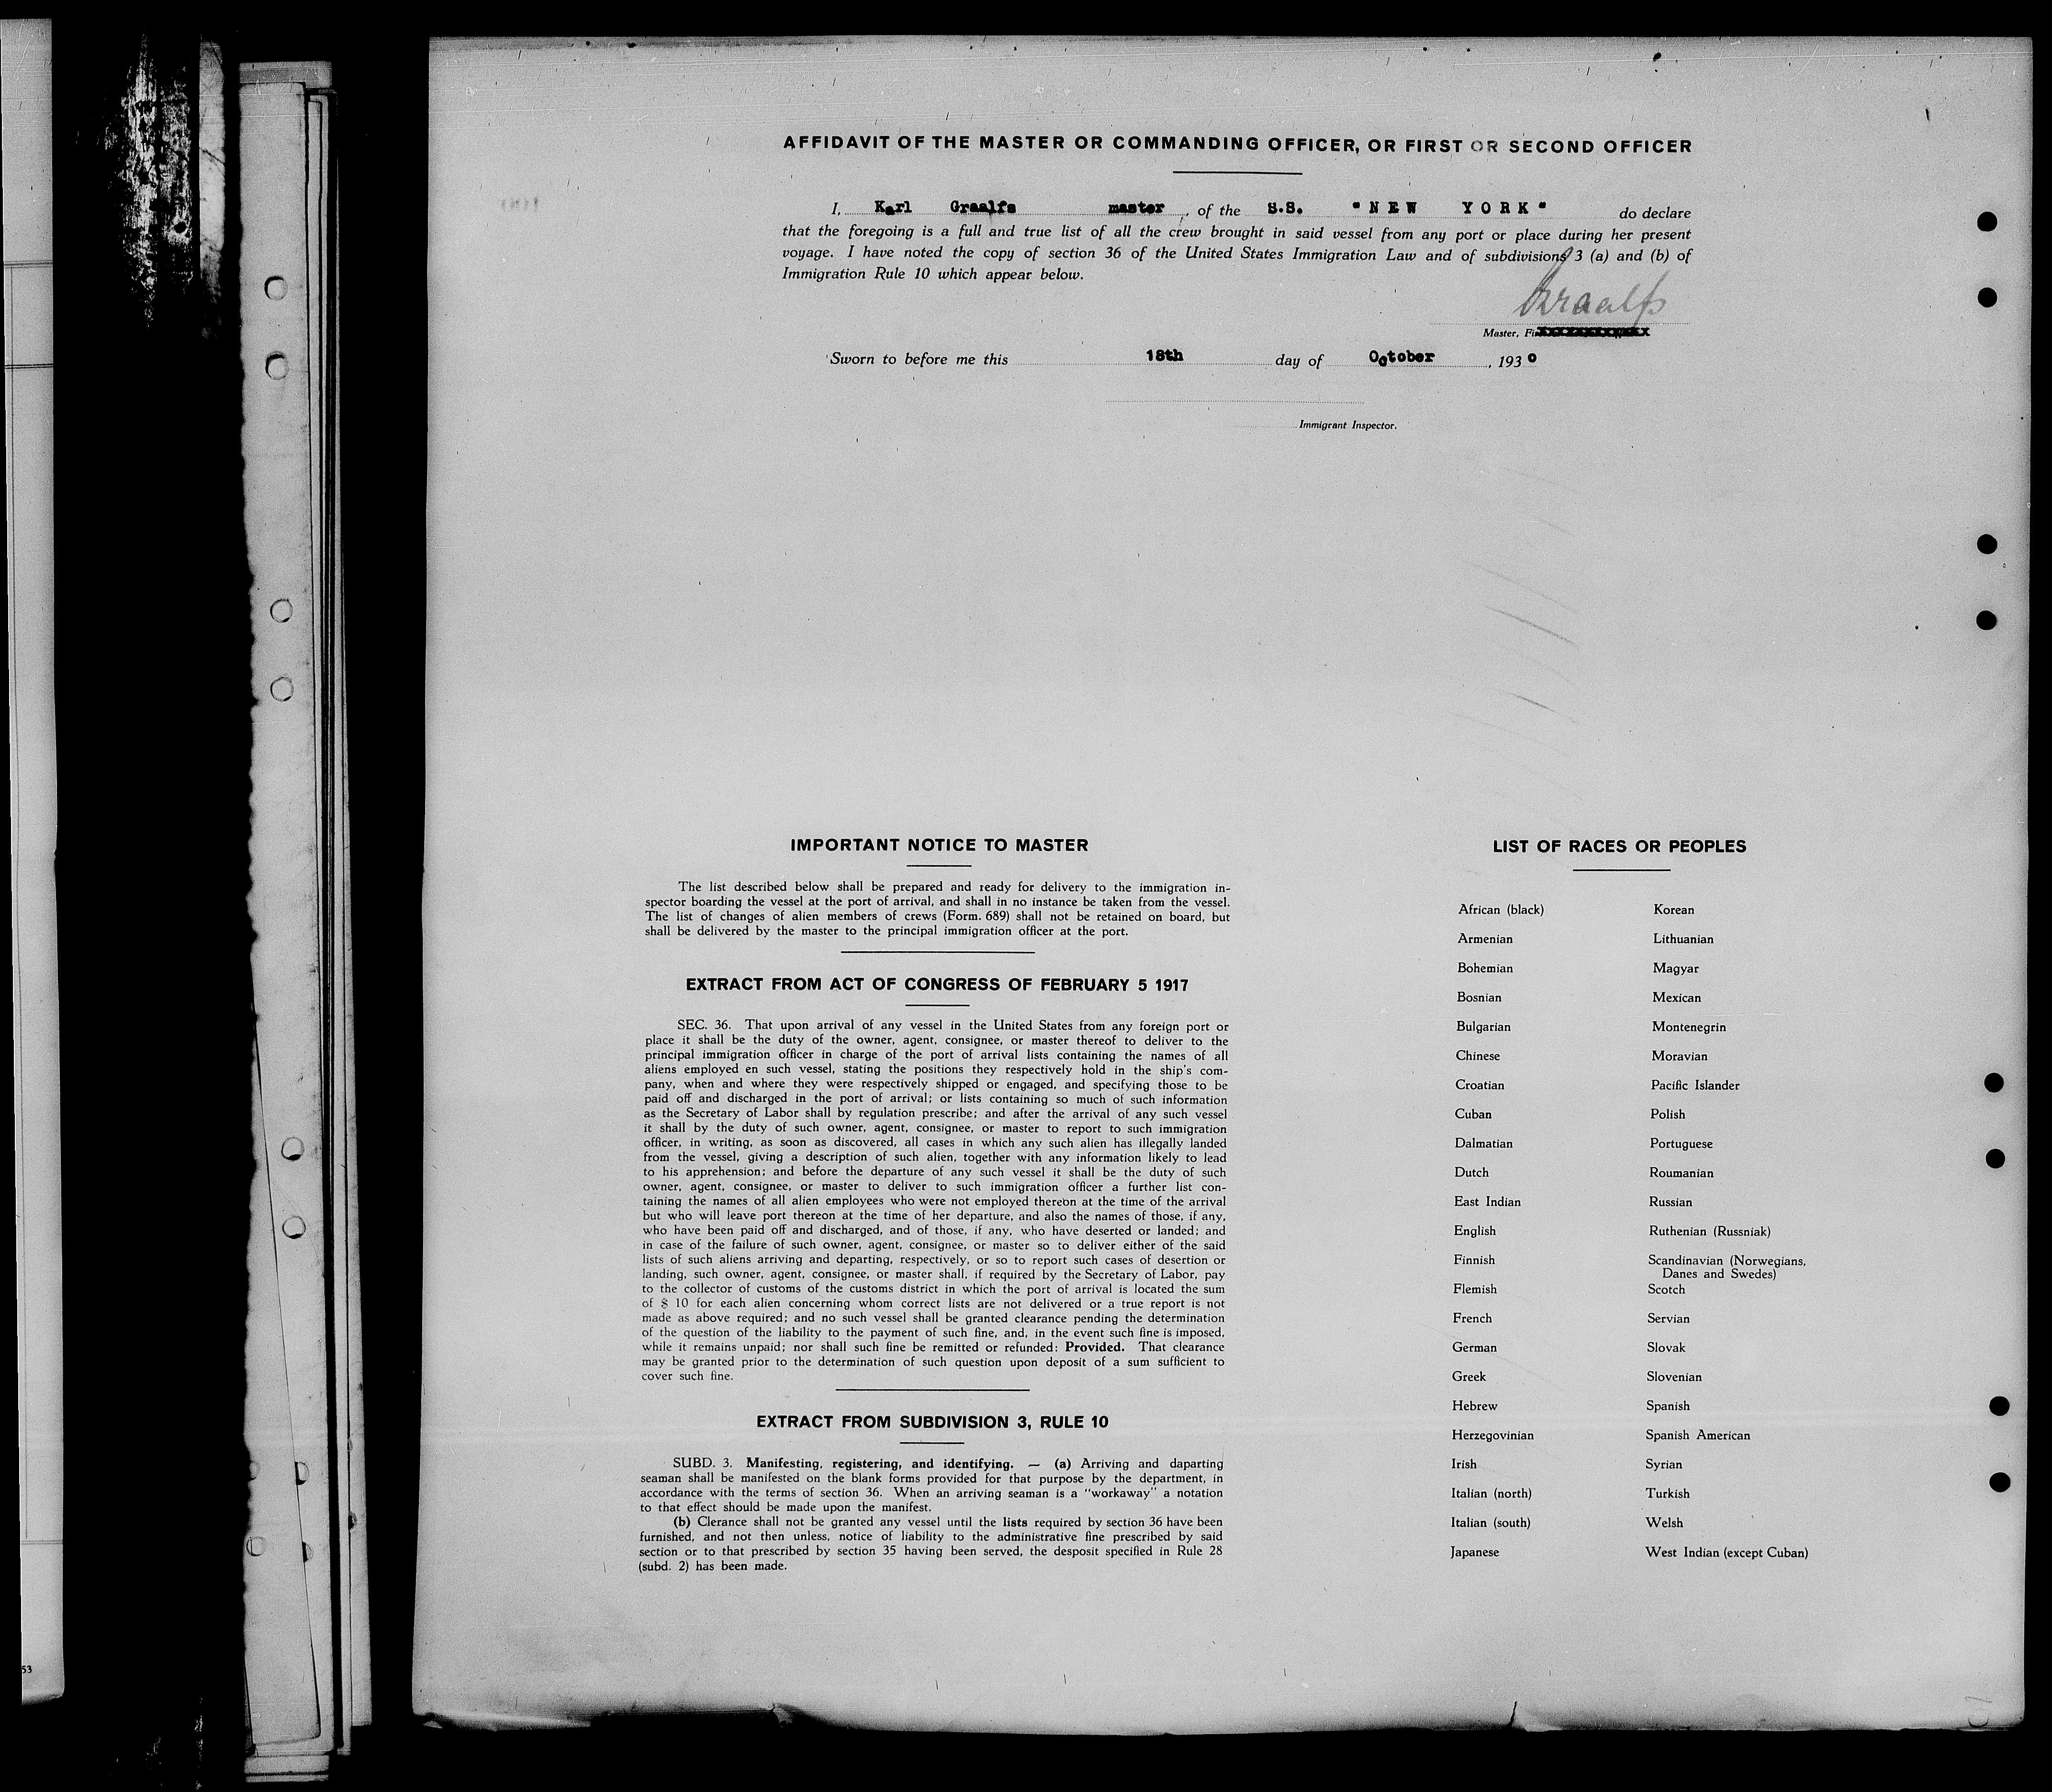 AFFIDAVIT OF THE MASTER OR COMMANDING OFFICER, OR FIRST OR SECOND OFFICER
I, Karl Graalfs master, of the S.S. "NEW YORK" do declare
that the foregoing is a full and true list of all the crew brought in said vessel from any port or place during her present
voyage. I have noted the copy of section 36 of the United States Immigration Law and of subdivisions 3 (a) and (b) of
Immigration Rule 10 which appear below.
Graalfs
Master, Fi
Sworn to before me this 18th day of October, 1930
Immigrant Inspector.
IMPORTANT NOTICE TO MASTER
The list described below shall be prepared and ready for delivery to the immigration in-
spector boarding the vessel at the port of arrival, and shall in no instance be taken from the vessel.
The list of changes of alien members of crews (Form. 689) shall not be retained on board, but
shall be delivered by the master to the principal immigration officer at the port.
EXTRACT FROM ACT OF CONGRESS OF FEBRUARY 5 1917
SEC. 36. That upon arrival of any vessel in the United States from any foreign port or
place it shall be the duty of the owner, agent, consignee, or master thereof to deliver to the
principal immigration officer in charge of the port of arrival lists containing the names of all
aliens employed en such vessel, stating the positions they respectively hold in the ship's com-
pany, when and where they were respectively shipped or engaged, and specifying those to be
paid off and discharged in the port of arrival; or lists containing so much of such information
as the Secretary of Labor shall by regulation prescribe; and after the arrival of any such vessel
it shall by the duty of such owner, agent, consignee, or master to report to such immigration
officer, in writing, as soon as discovered, all cases in which any such alien has illegally landed
from the vessel, giving a description of such alien, together with any information likely to lead
to his apprehension; and before the departure of any such vessel it shall be the duty of such
owner, agent, consignee, or master to deliver to such immigration officer a further list con-
taining the names of all alien employees who were not employed thereon at the time of the arrival
but who will leave port thereon at the time of her departure, and also the names of those, if any,
who have been paid off and discharged, and of those, if any, who have deserted or landed; and
in case of the failure of such owner, agent, consignee, or master so to deliver either of the said
lists of such aliens arriving and departing, respectively, or so to report such cases of desertion or
landing, such owner, agent, consignee, or master shall, if required by the Secretary of Labor, pay
to the collector of customs of the customs district in which the port of arrival is located the sum
of $ 10 for each alien concerning whom correct lists are not delivered or a true report is not
made as above required; and no such vessel shall be granted clearance pending the determination
of the question of the liability to the payment of such fine, and, in the event such fine is imposed,
while it remains unpaid; nor shall such fine be remitted or refunded: Provided. That clearance
may be granted prior to the determination of such question upon deposit of a sum sufficient to
cover such fine.
EXTRACT FROM SUBDIVISION 3, RULE 10
SUBD. 3. Manifesting, registering, and identifying. — (a) Arriving and daparting
seaman shall be manifested on the blank forms provided for that purpose by the department, in
accordance with the terms of section 36. When an arriving seaman is a "workaway" a notation
to that effect should be made upon the manifest.
(b) Clerance shall not be granted any vessel until the lists required by section 36 have been
furnished, and not then unless, notice of liability to the administrative fine prescribed by said
section or to that prescribed by section 35 having been served, the desposit specified in Rule 28
(subd. 2) has been made.
LIST OF RACES OR PEOPLES
African (black) Korean
Armenian Lithuanian
Bohemian Magyar
Bosnian Mexican
Bulgarian Montenegrin
Chinese Moravian
Croatian Pacific Islander
Cuban Polish
Dalmatian Portuguese
Dutch Roumanian
East Indian Russian
English Ruthenian (Russniak)
Finnish Scandinavian (Norwegians,
Danes and Swedes)
Flemish Scotch
French Servian
German Slovak
Greek Slovenian
Hebrew Spanish
Herzegovinian Spanish American
Irish Syrian
Italian (north) Turkish
Italian (south) Welsh
Japanese West Indian (except Cuban)
53